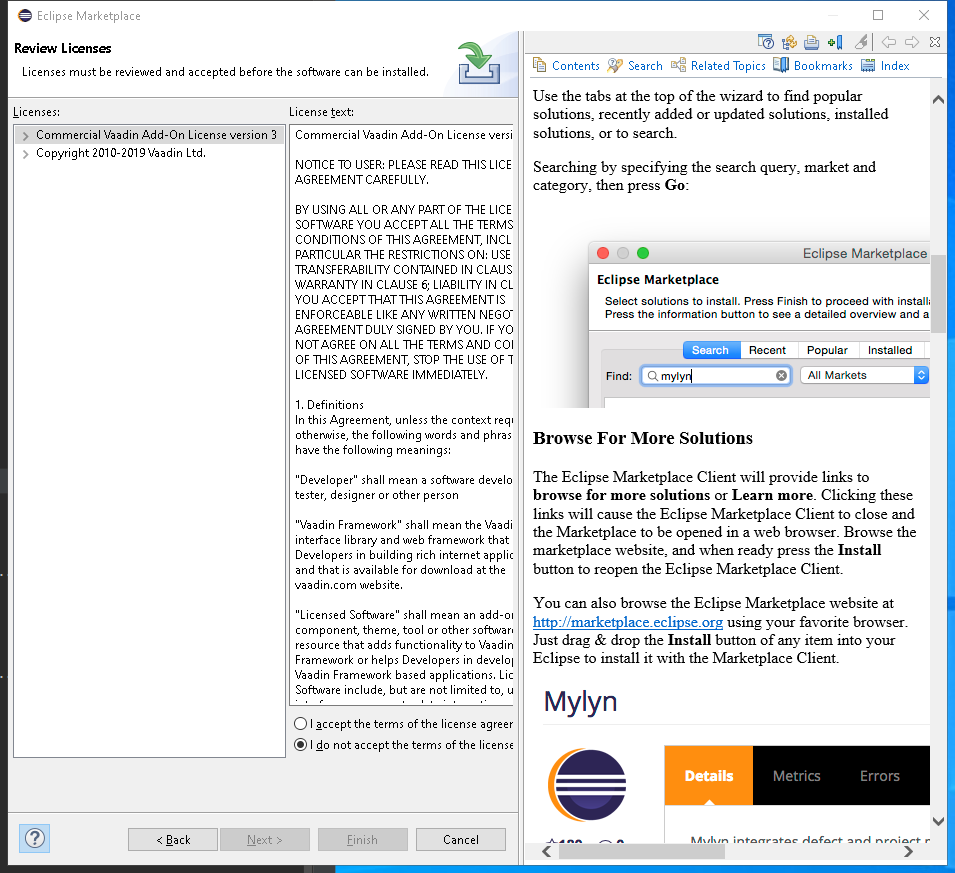 Eclipse Marketplace
Review Licenses
Licenses must be reviewed and accepted before the software can be installed.
Licenses:
Commercial Vaadin Add-On License version 3
Copyright 2010-2019 Vaadin Ltd.
License text:
Commercial Vaadin Add-On License versi
NOTICE TO USER: PLEASE READ THIS LICE
AGREEMENT CAREFULLY.
BY USING ALL OR ANY PART OF THE LICE
SOFTWARE YOU ACCEPT ALL THE TERMS
CONDITIONS OF THIS AGREEMENT, INCL
PARTICULAR THE RESTRICTIONS ON: USE
TRANSFERABILITY CONTAINED IN CLAUS
WARRANTY IN CLAUSE 6; LIABILITY IN CL
YOU ACCEPT THAT THIS AGREEMENT IS
ENFORCEABLE LIKE ANY WRITTEN NEGOT
AGREEMENT DULY SIGNED BY YOU. IF YO
NOT AGREE ON ALL THE TERMS AND CO
OF THIS AGREEMENT, STOP THE USE OF T
LICENSED SOFTWARE IMMEDIATELY.
1. Definitions
In this Agreement, unless the context requ
otherwise, the following words and phras
have the following meanings:
"Developer" shall mean a software develo
tester, designer or other person
"Vaadin Framework" shall mean the Vaadi
interface library and web framework that
Developers in building rich internet applic
and that is available for download at the
vaadin.com website.
"Licensed Software" shall mean an add-on
component, theme, tool or other software
resource that adds functionality to Vaadin
Framework or helps Developers in develop
Vaadin Framework based applications. Lic
Software include, but are not limited to, u
I accept the terms of the license agreer
I do not accept the terms of the license
< Back
Next >
Finish
Cancel
Contents
Search
Related Topics
Bookmarks
Index
Use the tabs at the top of the wizard to find popular
solutions, recently added or updated solutions, installed
solutions, or to search.
Searching by specifying the search query, market and
category, then press Go:
Eclipse Marketplace
Eclipse Marketplace
Select solutions to install. Press Finish to proceed with install
Press the information button to see a detailed overview and a
Search
Recent
Popular
Installed
Find:
mylyn
All Markets
Browse For More Solutions
The Eclipse Marketplace Client will provide links to
browse for more solutions or Learn more. Clicking these
links will cause the Eclipse Marketplace Client to close and
the Marketplace to be opened in a web browser. Browse the
marketplace website, and when ready press the Install
button to reopen the Eclipse Marketplace Client.
You can also browse the Eclipse Marketplace website at
http://marketplace.eclipse.org using your favorite browser.
Just drag & drop the Install button of any item into your
Eclipse to install it with the Marketplace Client.
Mylyn
Details
Metrics
Errors
Mylyn integrates defect and project